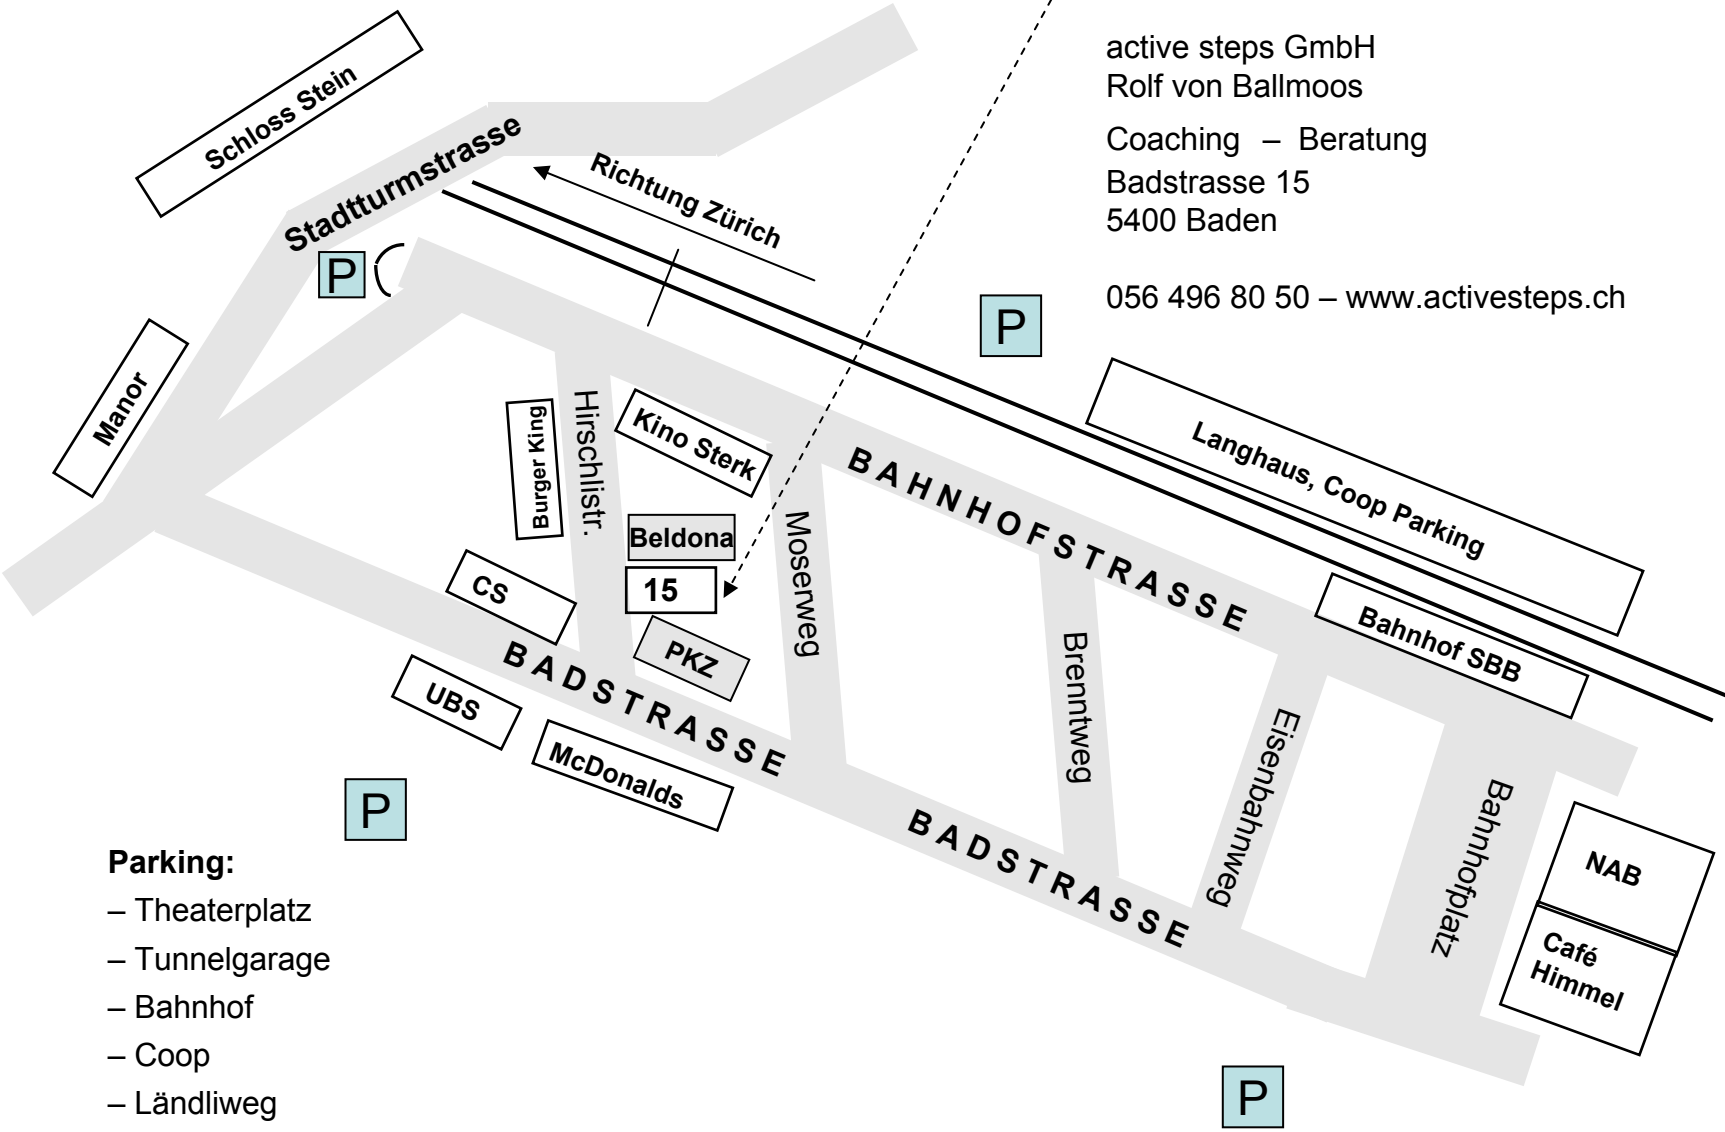 active steps GmbH
Rolf von Ballmoos
Coaching – Beratung
Badstrasse 15
5400 Baden
056 496 80 50 – www.activesteps.ch
Schloss Stein
Stadtturmstrasse
Richtung Zürich
P
P
Manor
Burger King
Hirschlistr.
Kino Sterk
Beldona
15
PKZ
CS
UBS
McDonalds
Moserweg
BAHNHOFSTRASSE
Langhaus, Coop Parking
Bahnhof SBB
Brenntweg
Eisenbahnweg
Bahnhofplatz
BADSTRASSE
BADSTRASSE
NAB
Café
Himmel
P
P
Parking:
– Theaterplatz
– Tunnelgarage
– Bahnhof
– Coop
– Ländliweg